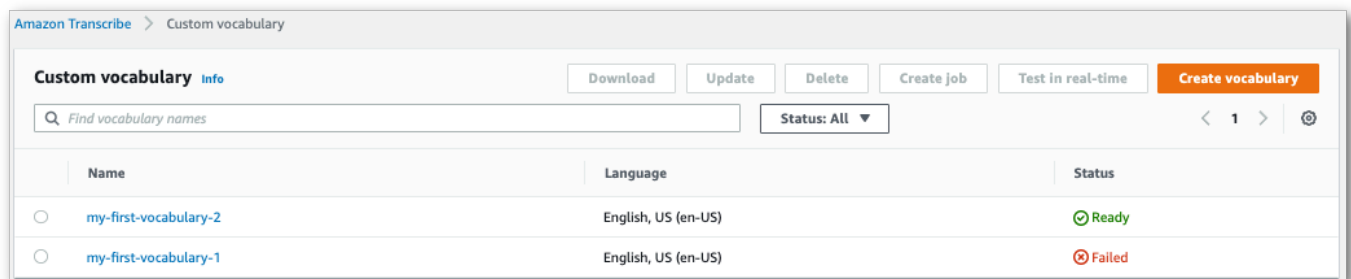 Amazon Transcribe > Custom vocabulary
Custom vocabulary Info Download Update Delete Create job Test in real-time Create vocabulary
Find vocabulary names Status: All ▼ < 1 >
Name Language Status
my-first-vocabulary-2 English, US (en-US) Ready
my-first-vocabulary-1 English, US (en-US) Failed